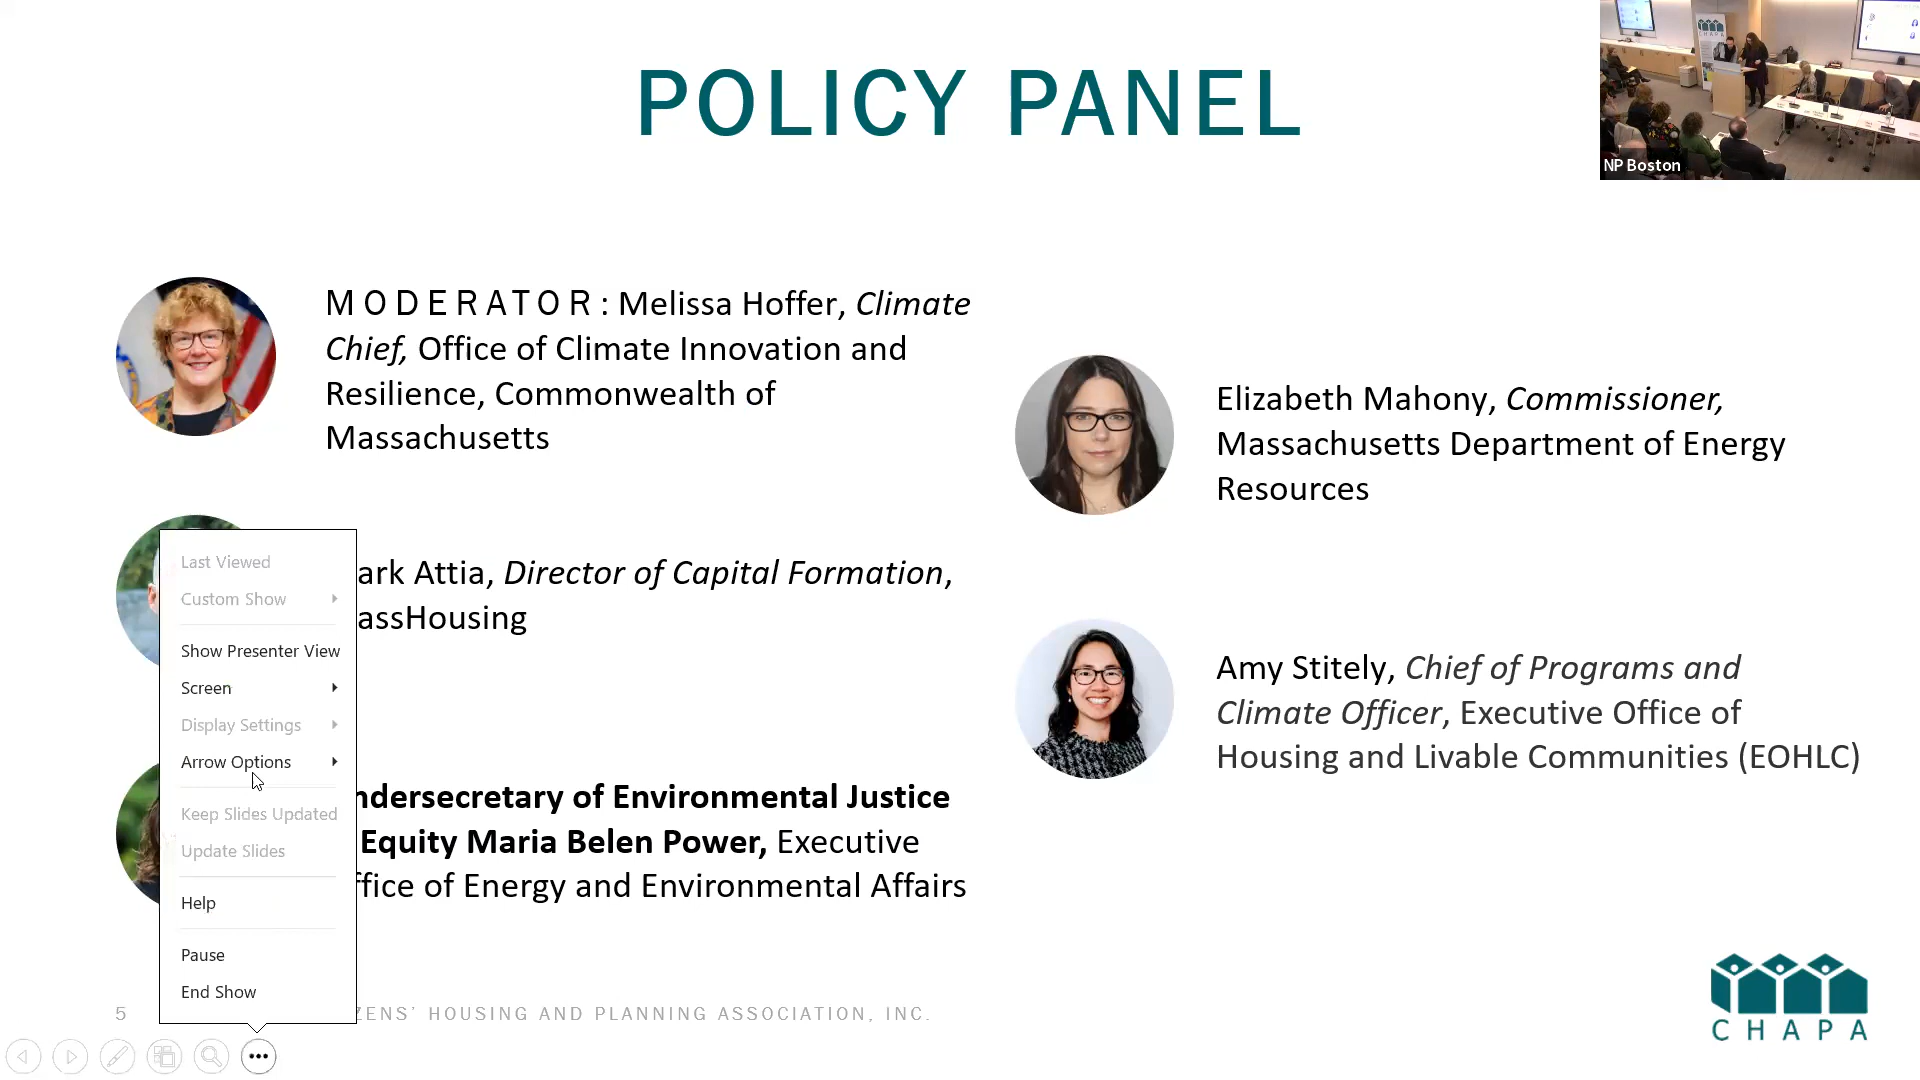 POLICY PANEL
NP Boston
CHAPA
MODERATOR: Melissa Hoffer, Climate
Chief, Office of Climate Innovation and
Resilience, Commonwealth of
Massachusetts
ark Attia, Director of Capital Formation,
assHousing
ndersecretary of Environmental Justice
Equity Maria Belen Power, Executive
ffice of Energy and Environmental Affairs
Elizabeth Mahony, Commissioner,
Massachusetts Department of Energy
Resources
Amy Stitely, Chief of Programs and
Climate Officer, Executive Office of
Housing and Livable Communities (EOHLC)
Last Viewed
Custom Show
Show Presenter View
Screen
Display Settings
Arrow Options
Keep Slides Updated
Update Slides
Help
Pause
End Show
5
ZENS' HOUSING AND PLANNING ASSOCIATION, INC.
CHAPA